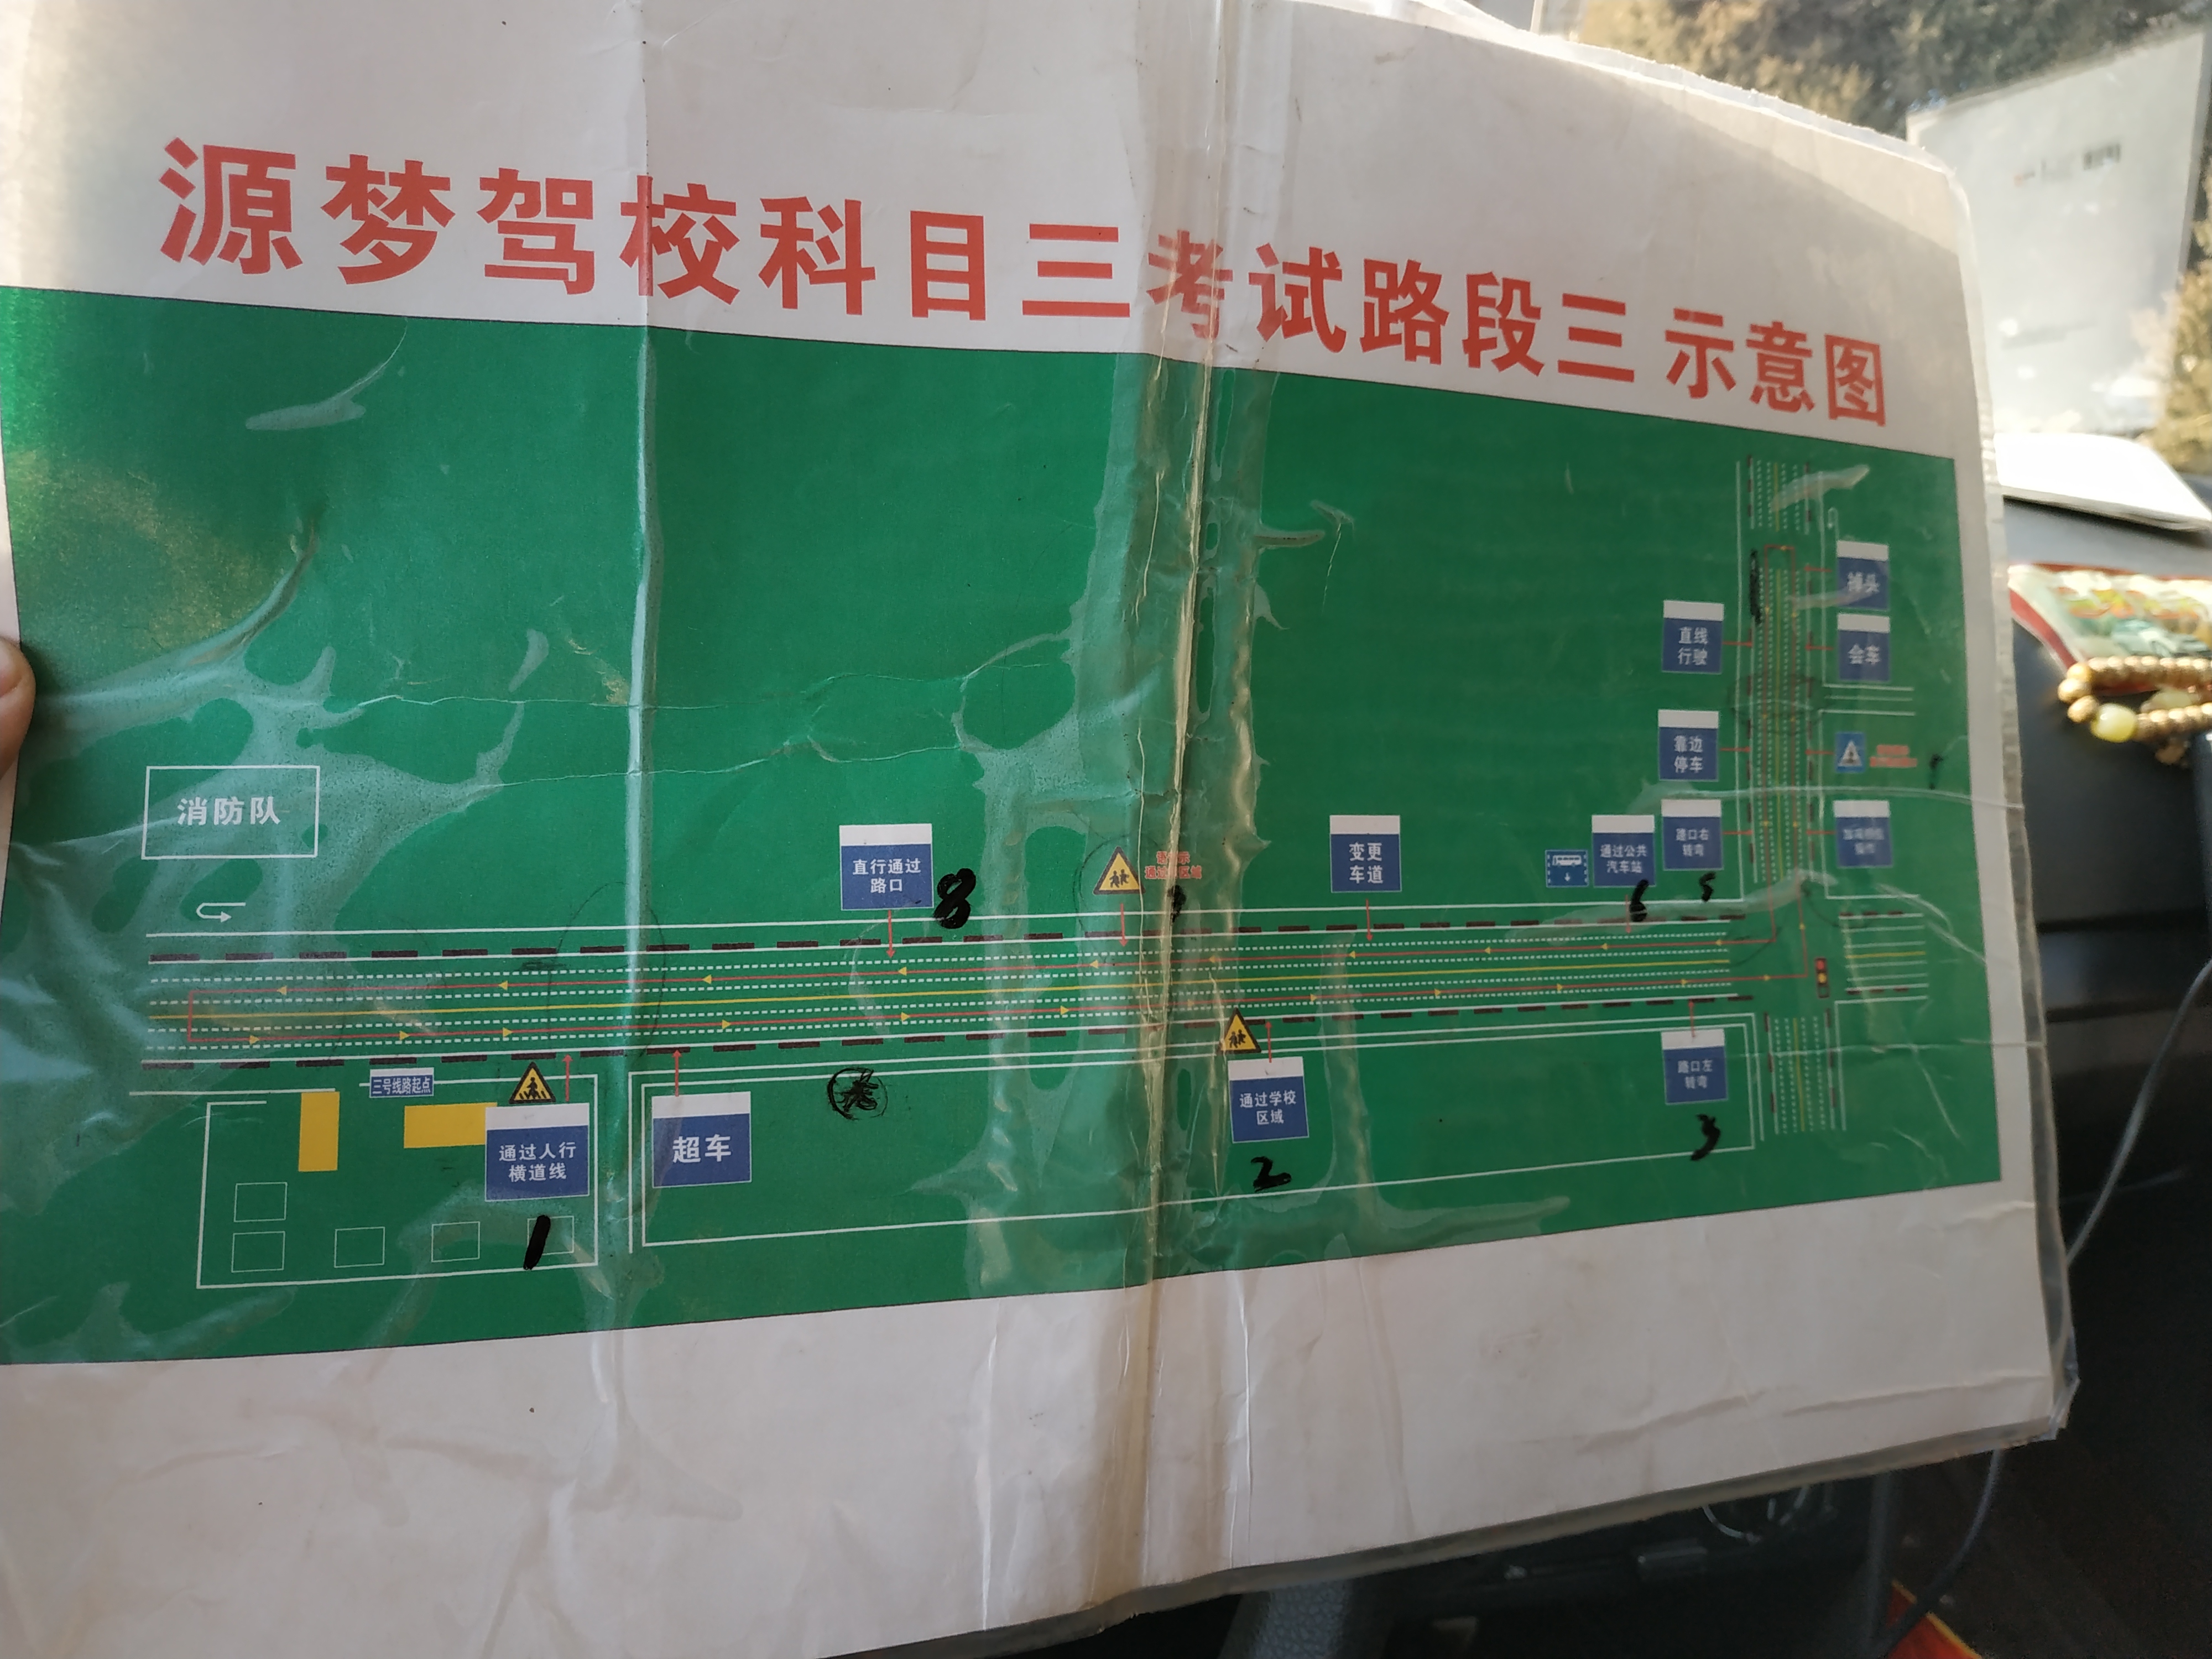 源梦驾校科目三考试路段三 示意图
掉头
直线
行驶
会车
靠边
停车
消防队
直行通过
路口
8
变更
车道
通过公共
汽车站
6
路口右
转弯
5
三号线路起点
通过人行
横道线
1
超车
通过学校
区域
2
路口左
转弯
3